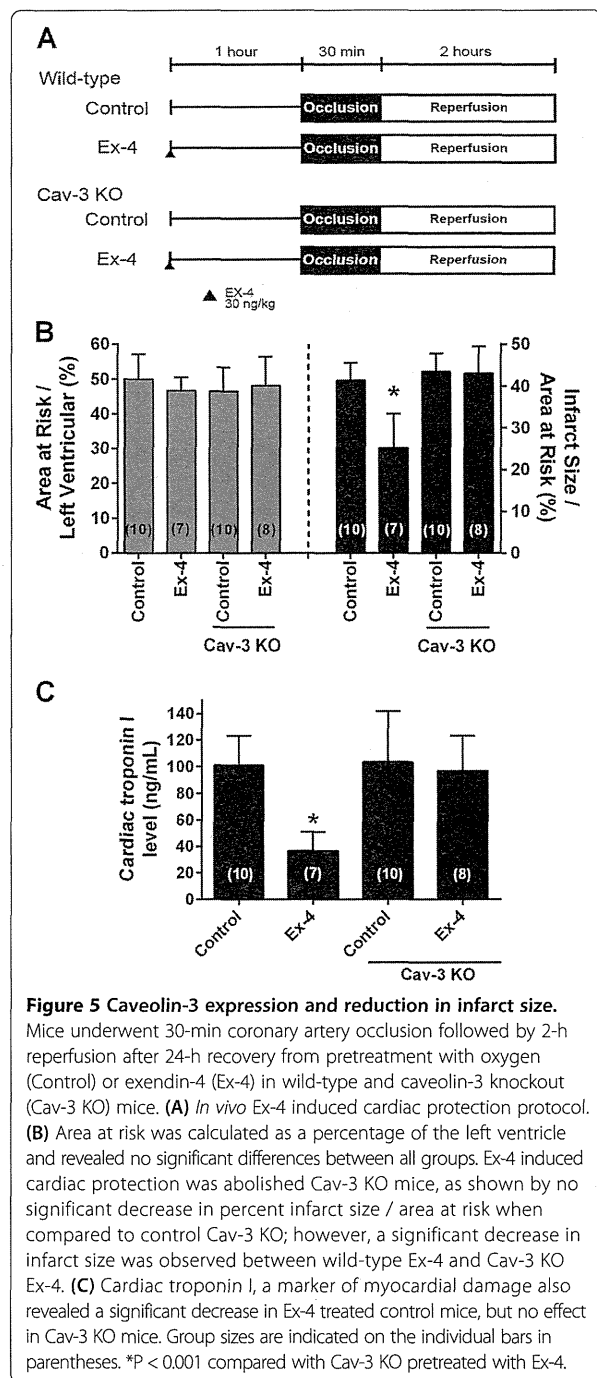 A
1 hour 30 min 2 hours
Wild-type
Control Occlusion Reperfusion
Ex-4 Occlusion Reperfusion
Cav-3 KO
Control Occlusion Reperfusion
Ex-4 Occlusion Reperfusion
EX-4
30 ng/kg
B
Area at Risk /
Left Ventricular (%)
60
50
40
30
20
10
0
(10) (7) (10) (8)
Control Ex-4 Control Ex-4
Cav-3 KO
*
(10) (7) (10) (8)
Control Ex-4 Control Ex-4
Cav-3 KO
50
40
30
20
10
0
Infarct Size /
Area at Risk (%)
C
Cardiac troponin I
level (ng/mL)
140
120
100
80
60
40
20
0
*
(10) (7) (10) (8)
Control Ex-4 Control Ex-4
Cav-3 KO
Figure 5 Caveolin-3 expression and reduction in infarct size.
Mice underwent 30-min coronary artery occlusion followed by 2-h
reperfusion after 24-h recovery from pretreatment with oxygen
(Control) or exendin-4 (Ex-4) in wild-type and caveolin-3 knockout
(Cav-3 KO) mice. (A) In vivo Ex-4 induced cardiac protection protocol.
(B) Area at risk was calculated as a percentage of the left ventricle
and revealed no significant differences between all groups. Ex-4 induced
cardiac protection was abolished Cav-3 KO mice, as shown by no
significant decrease in percent infarct size / area at risk when
compared to control Cav-3 KO; however, a significant decrease in
infarct size was observed between wild-type Ex-4 and Cav-3 KO
Ex-4. (C) Cardiac troponin I, a marker of myocardial damage also
revealed a significant decrease in Ex-4 treated control mice, but no effect
in Cav-3 KO mice. Group sizes are indicated on the individual bars in
parentheses. *P < 0.001 compared with Cav-3 KO pretreated with Ex-4.